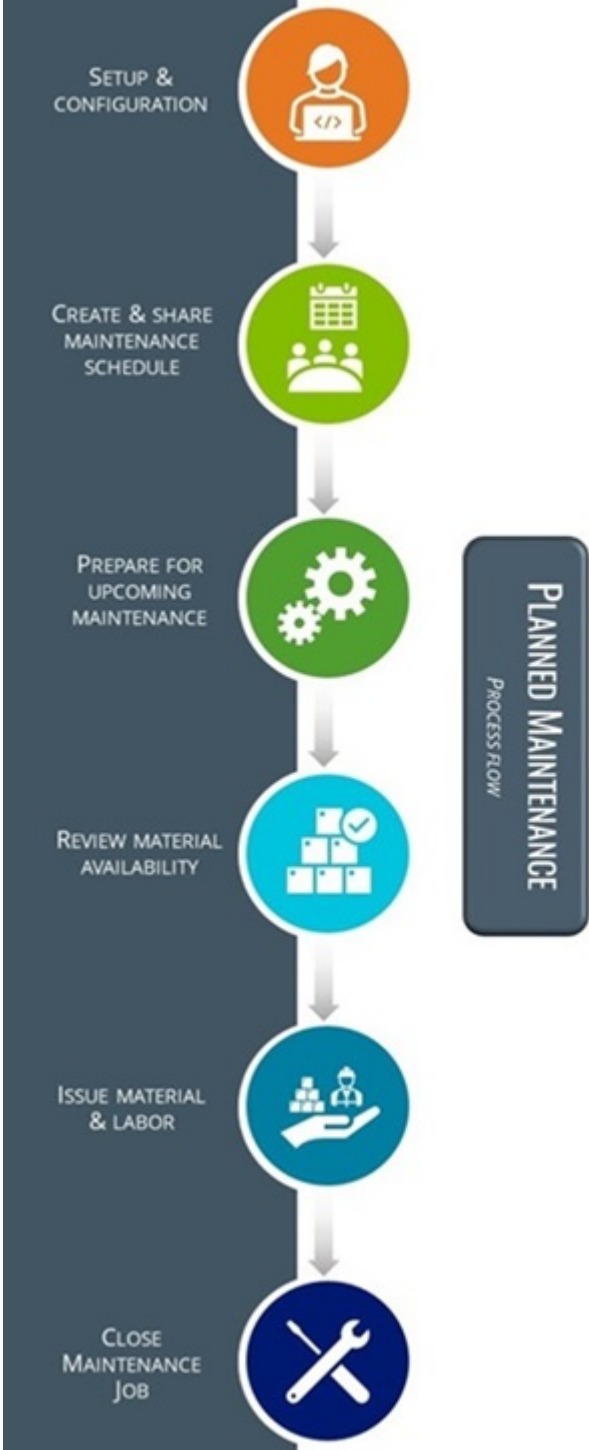 SETUP &
CONFIGURATION
</>
CREATE & SHARE
MAINTENANCE
SCHEDULE
PREPARE FOR
UPCOMING
MAINTENANCE
PLANNED MAINTENANCE
PROCESS FLOW
REVIEW MATERIAL
AVAILABILITY
ISSUE MATERIAL
& LABOR
CLOSE
MAINTENANCE
JOB